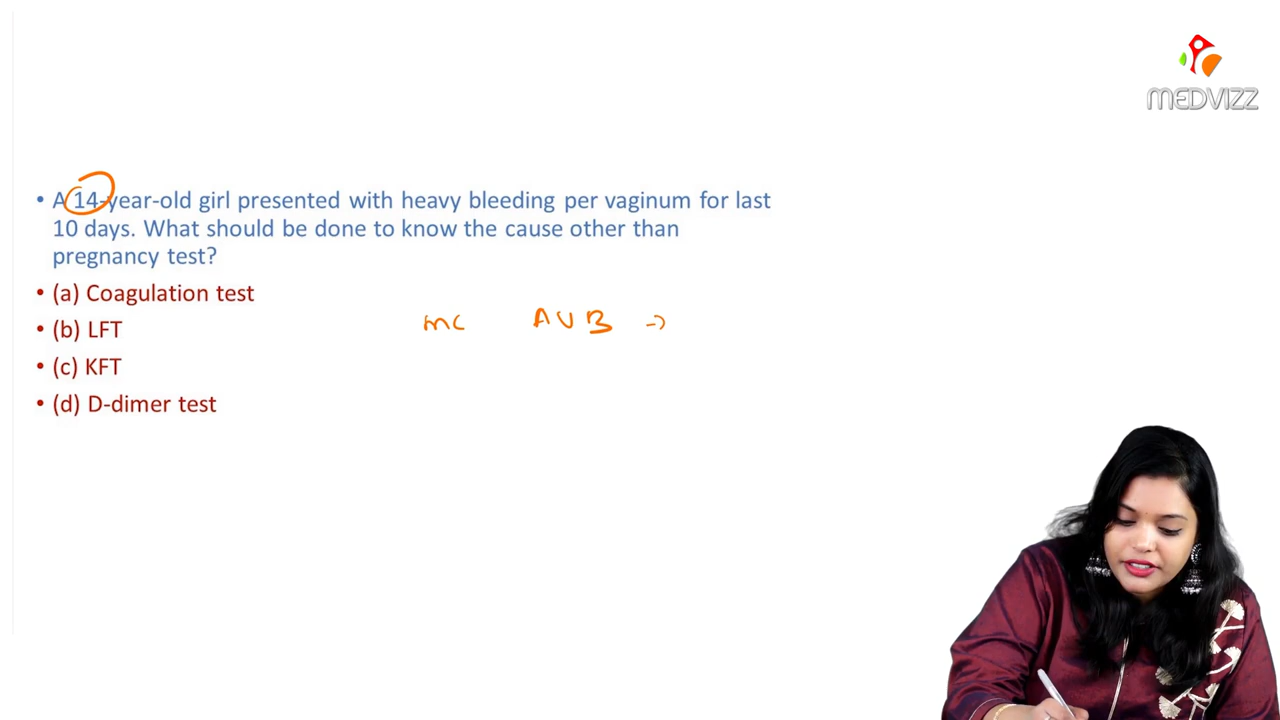 MEDVIZZ
• A 14-year-old girl presented with heavy bleeding per vaginum for last
10 days. What should be done to know the cause other than
pregnancy test?
• (a) Coagulation test
• (b) LFT
mc AUB →
• (c) KFT
• (d) D-dimer test